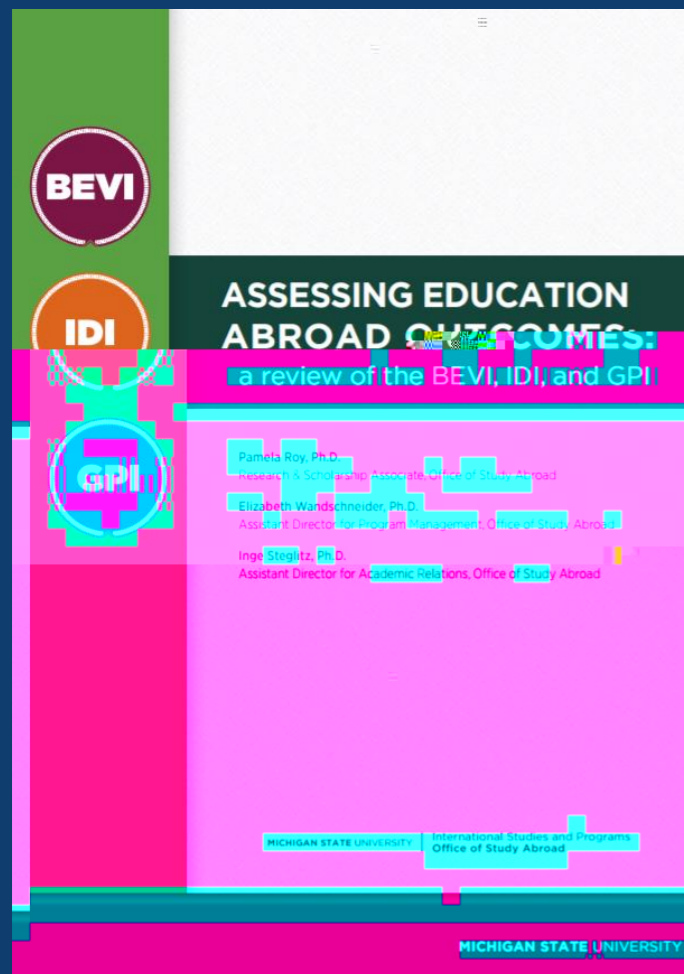 BEVI
IDI
GPI
ASSESSING EDUCATION
ABROAD OUTCOMES:
a review of the BEVI, IDI, and GPI
Pamela Roy, Ph.D.
Research & Scholarship Associate, Office of Study Abroad
Elizabeth Wandschneider, Ph.D.
Assistant Director for Program Management, Office of Study Abroad
Inge Steglitz, Ph.D.
Assistant Director for Academic Relations, Office of Study Abroad
MICHIGAN STATE UNIVERSITY
International Studies and Programs
Office of Study Abroad
MICHIGAN STATE UNIVERSITY